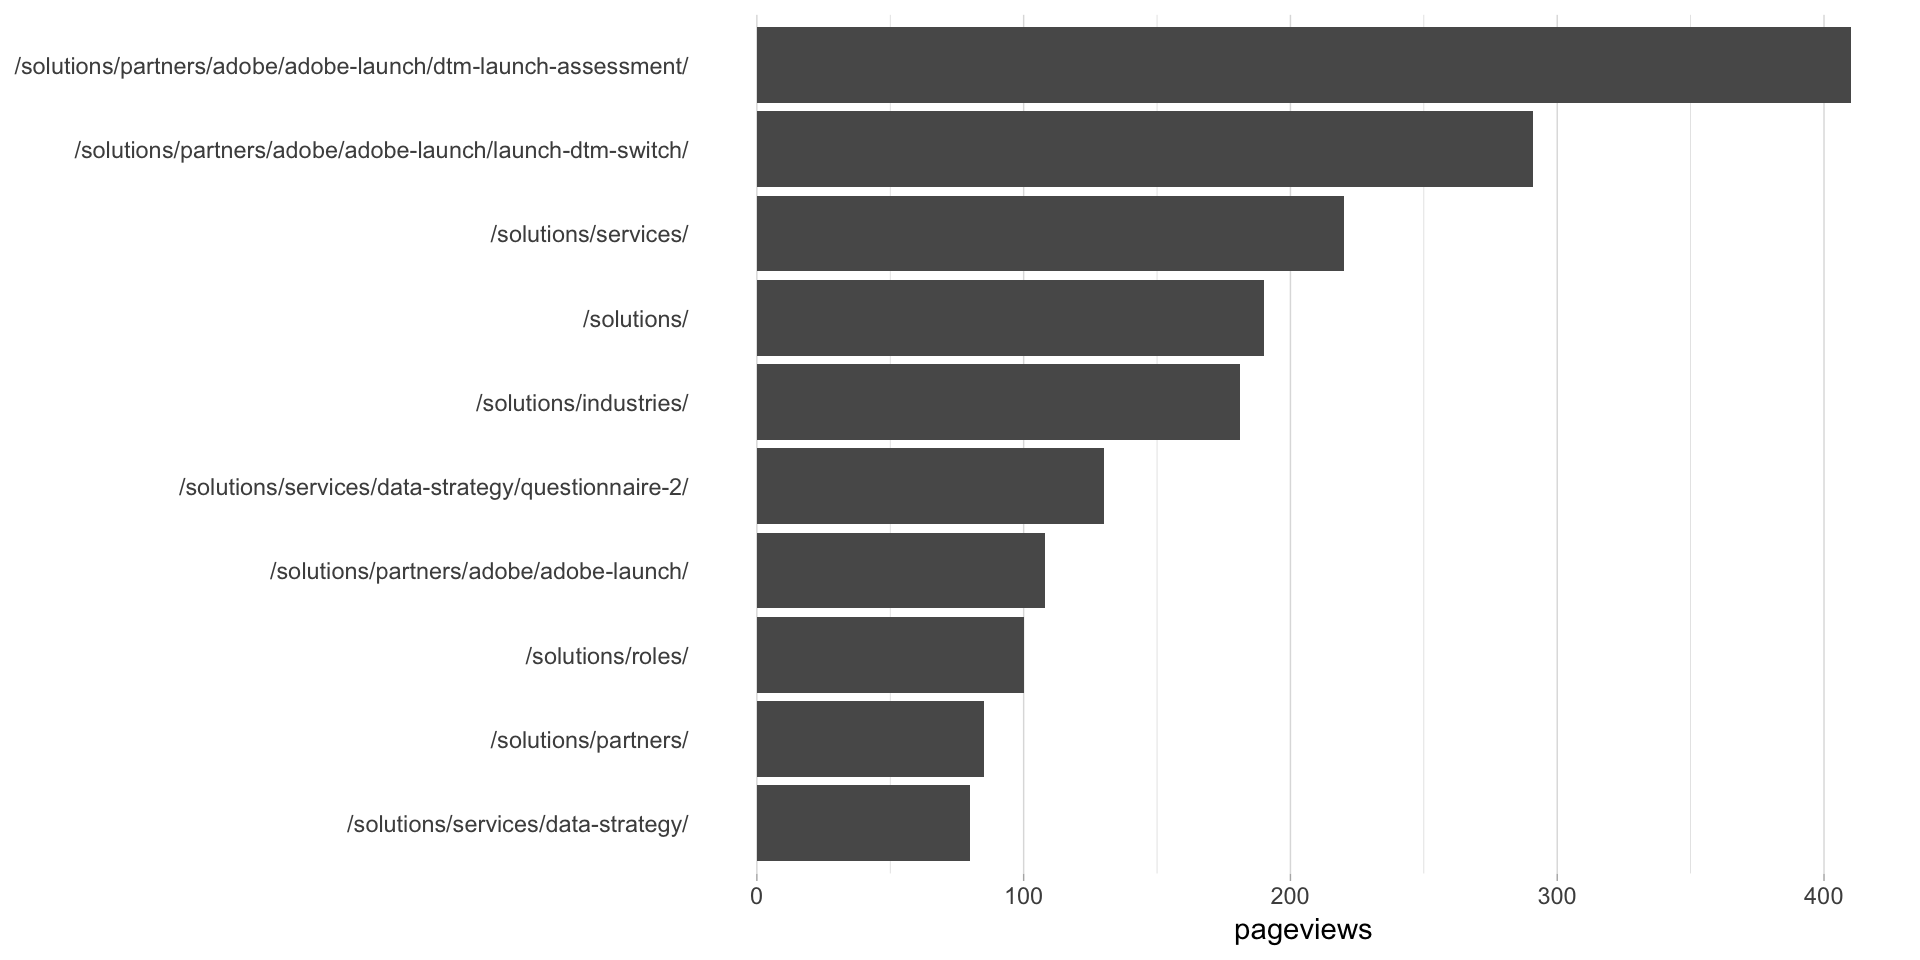 /solutions/partners/adobe/adobe-launch/dtm-launch-assessment/
/solutions/partners/adobe/adobe-launch/launch-dtm-switch/
/solutions/services/
/solutions/
/solutions/industries/
/solutions/services/data-strategy/questionnaire-2/
/solutions/partners/adobe/adobe-launch/
/solutions/roles/
/solutions/partners/
/solutions/services/data-strategy/
0 100 200 300 400
pageviews